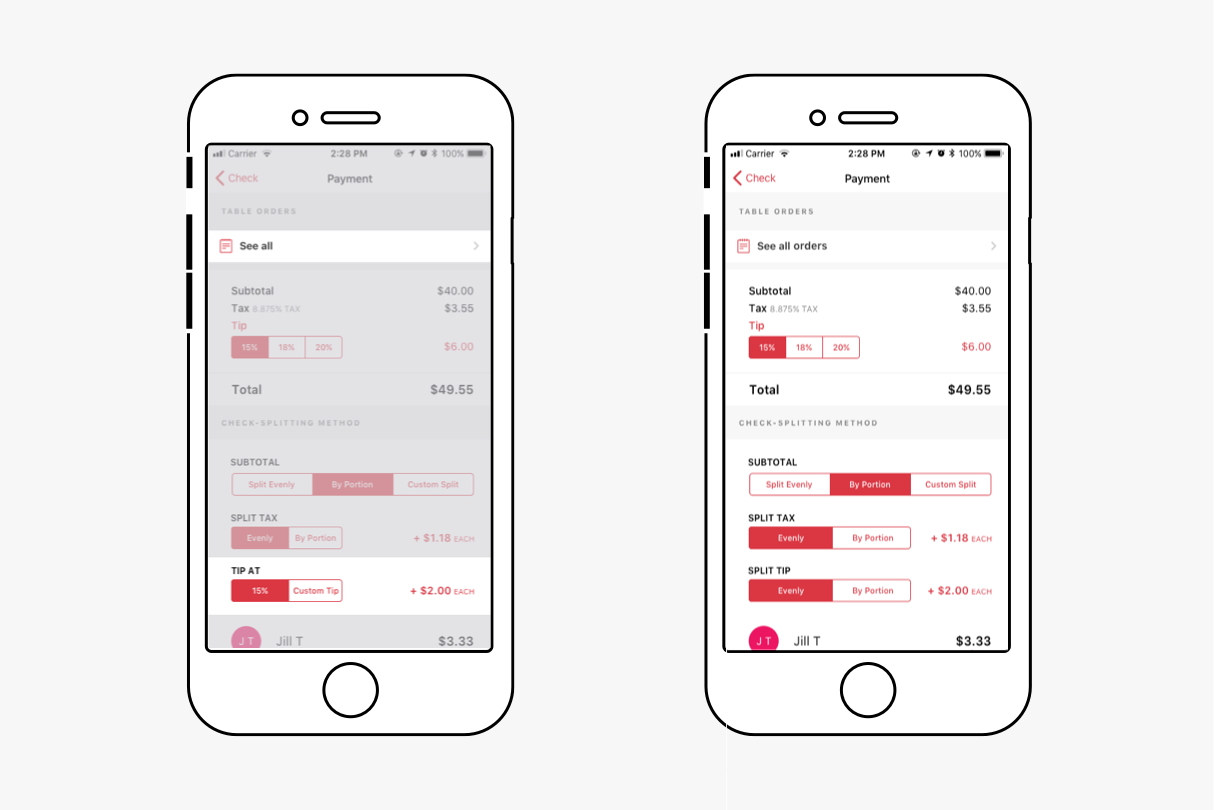 Carrier 2:28 PM 100%
Check Payment
TABLE ORDERS
See all
Subtotal $40.00
Tax 8.875% TAX $3.55
Tip
15% 18% 20% $6.00
Total $49.55
CHECK-SPLITTING METHOD
SUBTOTAL
Split Evenly By Portion Custom Split
SPLIT TAX
Evenly By Portion + $1.18 EACH
TIP AT
15% Custom Tip + $2.00 EACH
J T Jill T $3.33
Carrier 2:28 PM 100%
Check Payment
TABLE ORDERS
See all orders
Subtotal $40.00
Tax 8.875% TAX $3.55
Tip
15% 18% 20% $6.00
Total $49.55
CHECK-SPLITTING METHOD
SUBTOTAL
Split Evenly By Portion Custom Split
SPLIT TAX
Evenly By Portion + $1.18 EACH
SPLIT TIP
Evenly By Portion + $2.00 EACH
J T Jill T $3.33